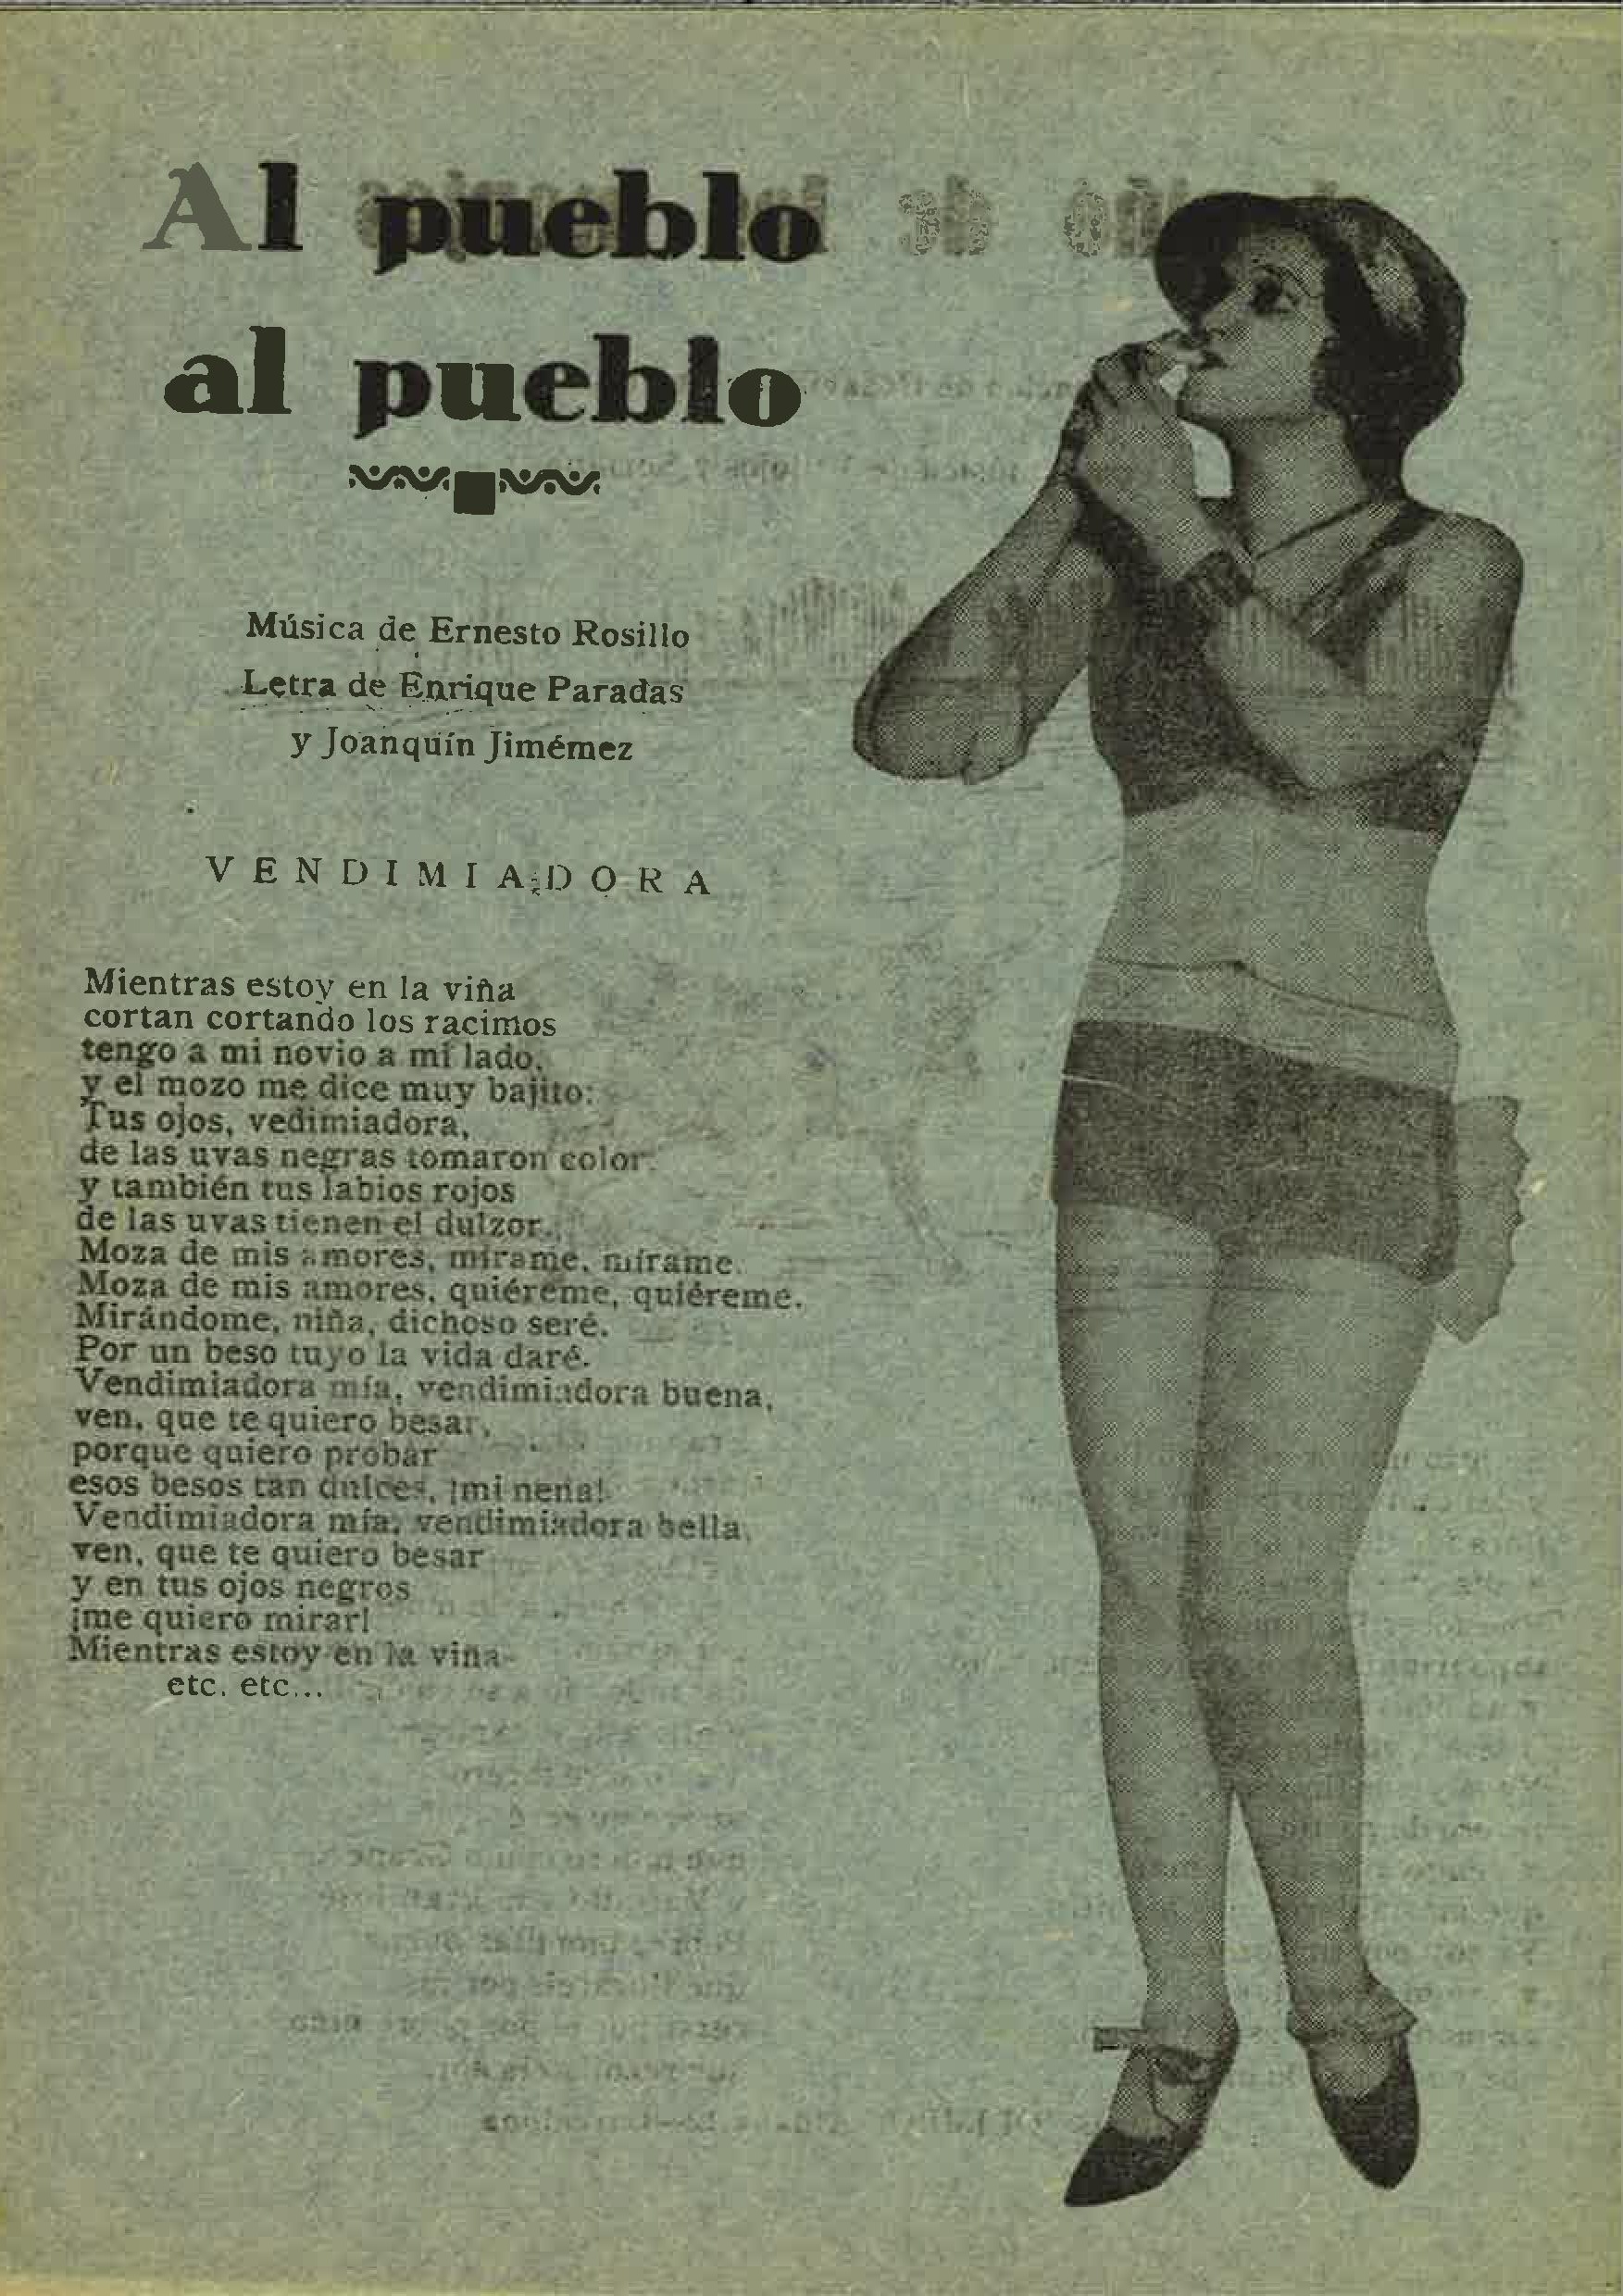 Al pueblo
al pueblo
Música de Ernesto Rosillo
Letra de Enrique Paradas
y Joanquín Jimémez
VENDIMIADORA
Mientras estoy en la viña
cortan cortando los racimos
tengo a mi novio a mi lado,
y el mozo me dice muy bajito:
Tus ojos, vedimiadora,
de las uvas negras tomaron color
y también tus labios rojos
de las uvas tienen el dulzor.
Moza de mis amores, mírame, mírame.
Moza de mis amores, quiéreme, quiéreme.
Mirándome, niña, dichoso seré.
Por un beso tuyo la vida daré.
Vendimiadora mía, vendimiadora buena,
ven, que te quiero besar,
porque quiero probar
esos besos tan dulces, ¡mi nena!
Vendimiadora mía, vendimiadora bella,
ven, que te quiero besar
y en tus ojos negros
¡me quiero mirar!
Mientras estoy en la viña
etc. etc...